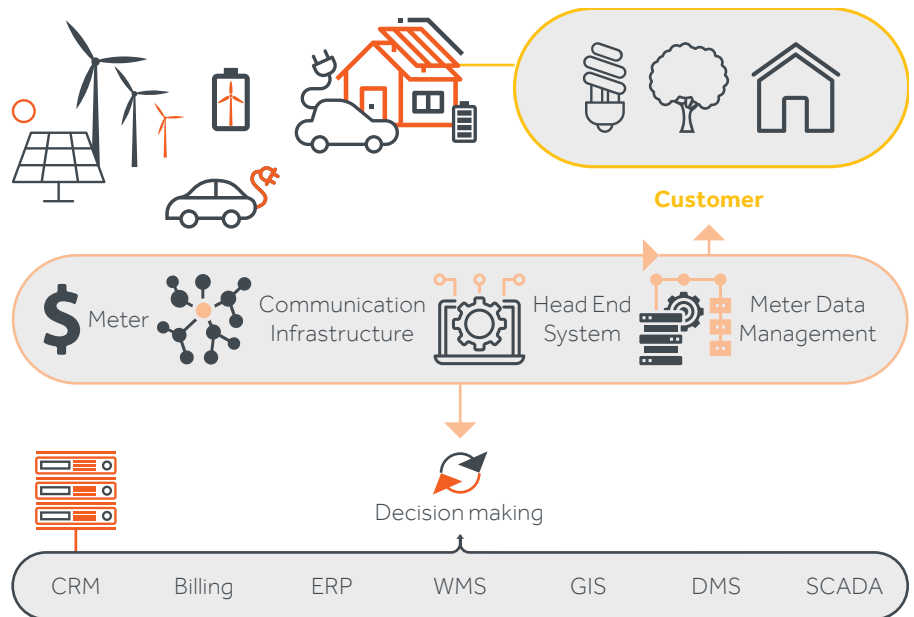 Customer
$ Meter
Communication
Infrastructure
Head End
System
Meter Data
Management
Decision making
CRM Billing ERP WMS GIS DMS SCADA